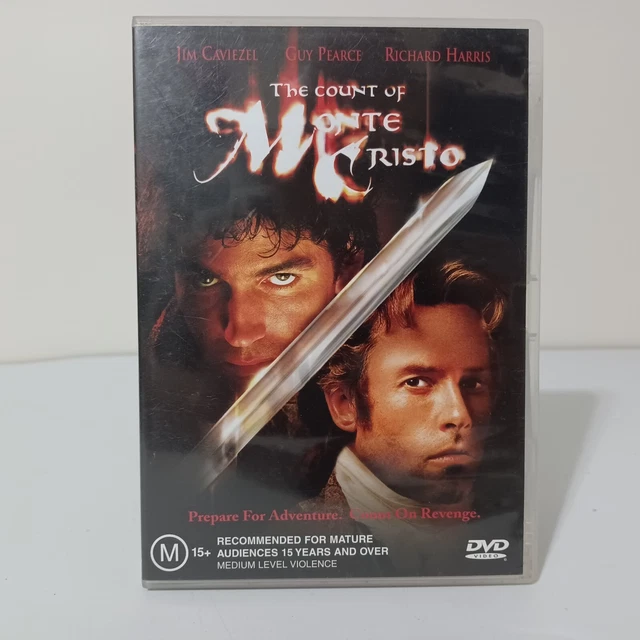 JIM CAVIEZEL GUY PEARCE RICHARD HARRIS
THE COUNT OF
MONTE
CRISTO
Prepare For Adventure. Count On Revenge.
M 15+ RECOMMENDED FOR MATURE
AUDIENCES 15 YEARS AND OVER
MEDIUM LEVEL VIOLENCE
DVD
VIDEO